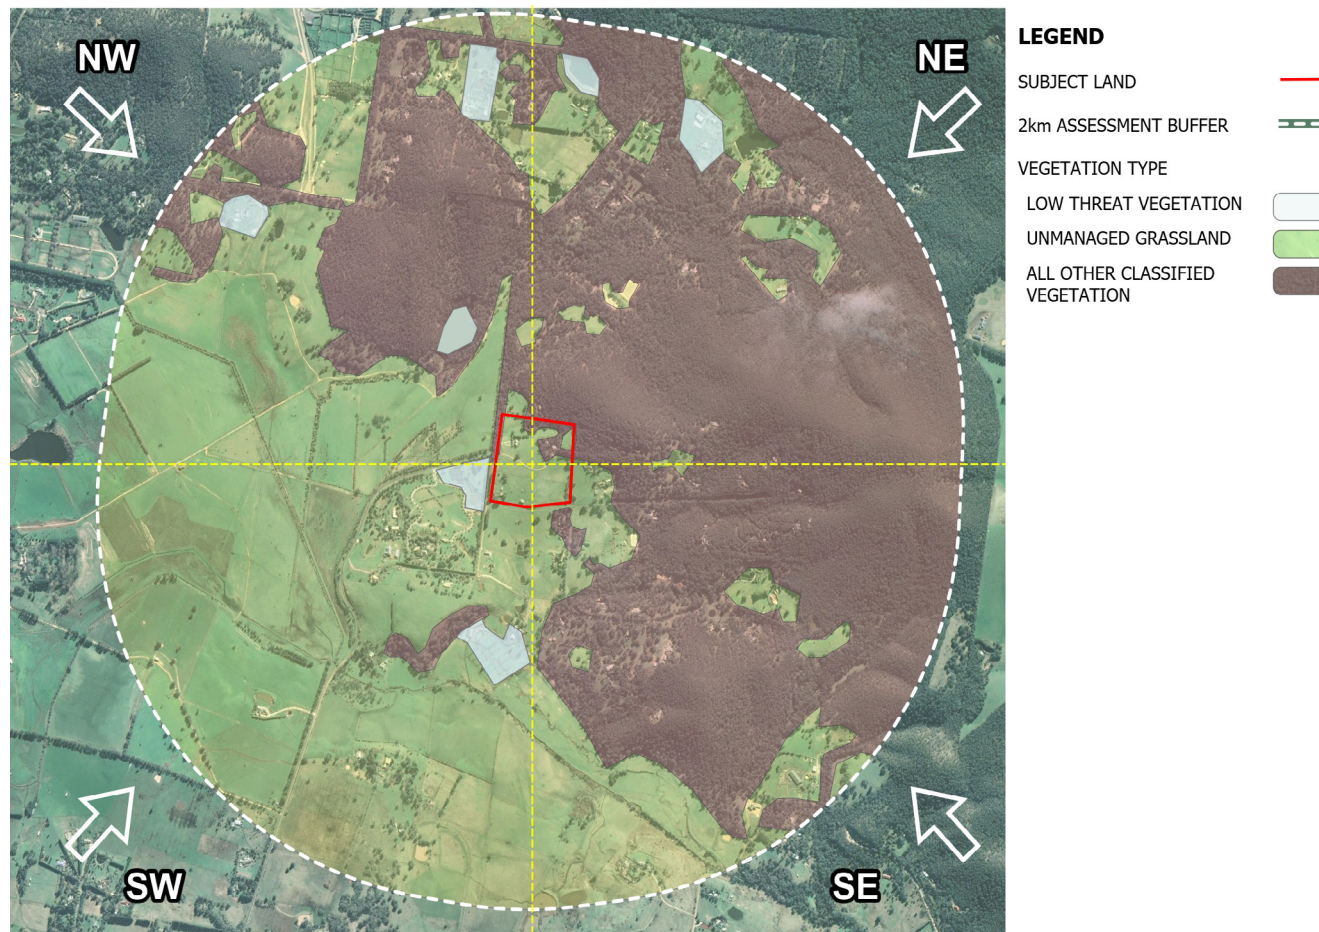 NW
NE
SW
SE
LEGEND
SUBJECT LAND
2km ASSESSMENT BUFFER
VEGETATION TYPE
LOW THREAT VEGETATION
UNMANAGED GRASSLAND
ALL OTHER CLASSIFIED
VEGETATION